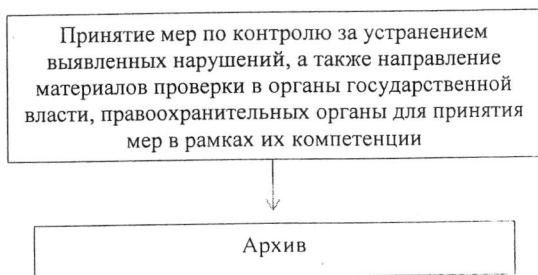 Принятие мер по контролю за устранением
выявленных нарушений, а также направление
материалов проверки в органы государственной
власти, правоохранительных органы для принятия
мер в рамках их компетенции
Архив